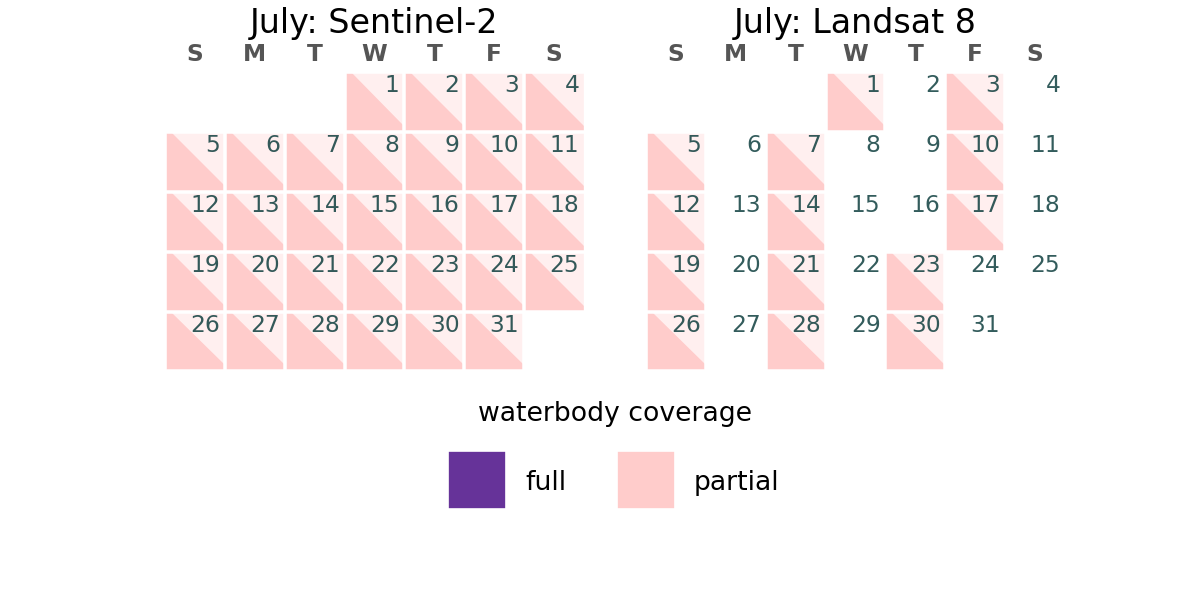 July: Sentinel-2
S M T W T F S
1 2 3 4
5 6 7 8 9 10 11
12 13 14 15 16 17 18
19 20 21 22 23 24 25
26 27 28 29 30 31
July: Landsat 8
S M T W T F S
1 2 3 4
5 6 7 8 9 10 11
12 13 14 15 16 17 18
19 20 21 22 23 24 25
26 27 28 29 30 31
waterbody coverage
full partial